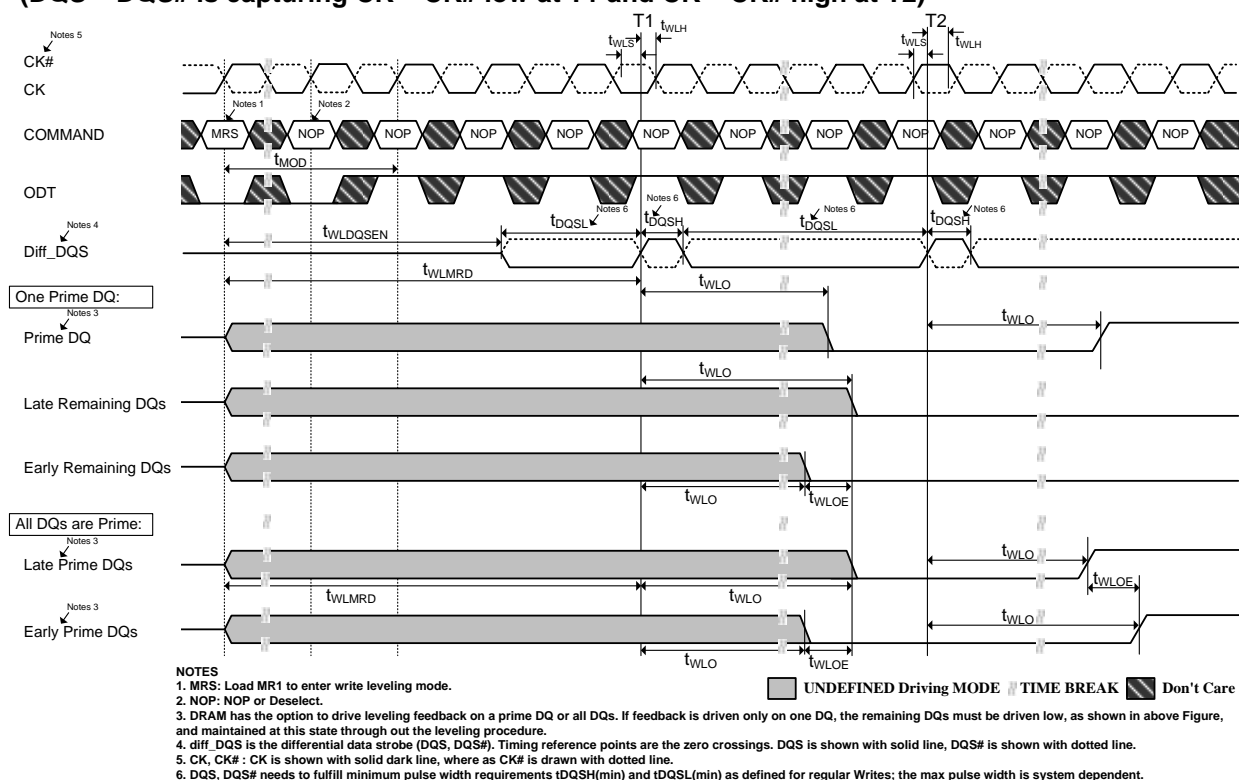 (DQS – DQS# is capturing CK – CK# low at T1 and CK – CK# high at T2)
T1
T2
tWLS
tWLH
tWLS
tWLH
Notes 5
CK#
CK
Notes 1
Notes 2
COMMAND
MRS
NOP
NOP
NOP
NOP
NOP
NOP
NOP
NOP
NOP
NOP
NOP
tMOD
ODT
Notes 6
Notes 6
Notes 6
Notes 6
tDQSL
tDQSH
tDQSL
tDQSH
Notes 4
Diff_DQS
tWLDQSEN
tWLMRD
tWLO
One Prime DQ:
Notes 3
Prime DQ
tWLO
tWLO
Late Remaining DQs
Early Remaining DQs
tWLO
tWLOE
All DQs are Prime:
Notes 3
Late Prime DQs
tWLO
tWLMRD
tWLO
tWLOE
Notes 3
Early Prime DQs
tWLO
tWLO
tWLOE
NOTES
1. MRS: Load MR1 to enter write leveling mode.
UNDEFINED Driving MODE
TIME BREAK
Don't Care
2. NOP: NOP or Deselect.
3. DRAM has the option to drive leveling feedback on a prime DQ or all DQs. If feedback is driven only on one DQ, the remaining DQs must be driven low, as shown in above Figure,
and maintained at this state through out the leveling procedure.
4. diff_DQS is the differential data strobe (DQS, DQS#). Timing reference points are the zero crossings. DQS is shown with solid line, DQS# is shown with dotted line.
5. CK, CK# : CK is shown with solid dark line, where as CK# is drawn with dotted line.
6. DQS, DQS# needs to fulfill minimum pulse width requirements tDQSH(min) and tDQSL(min) as defined for regular Writes; the max pulse width is system dependent.